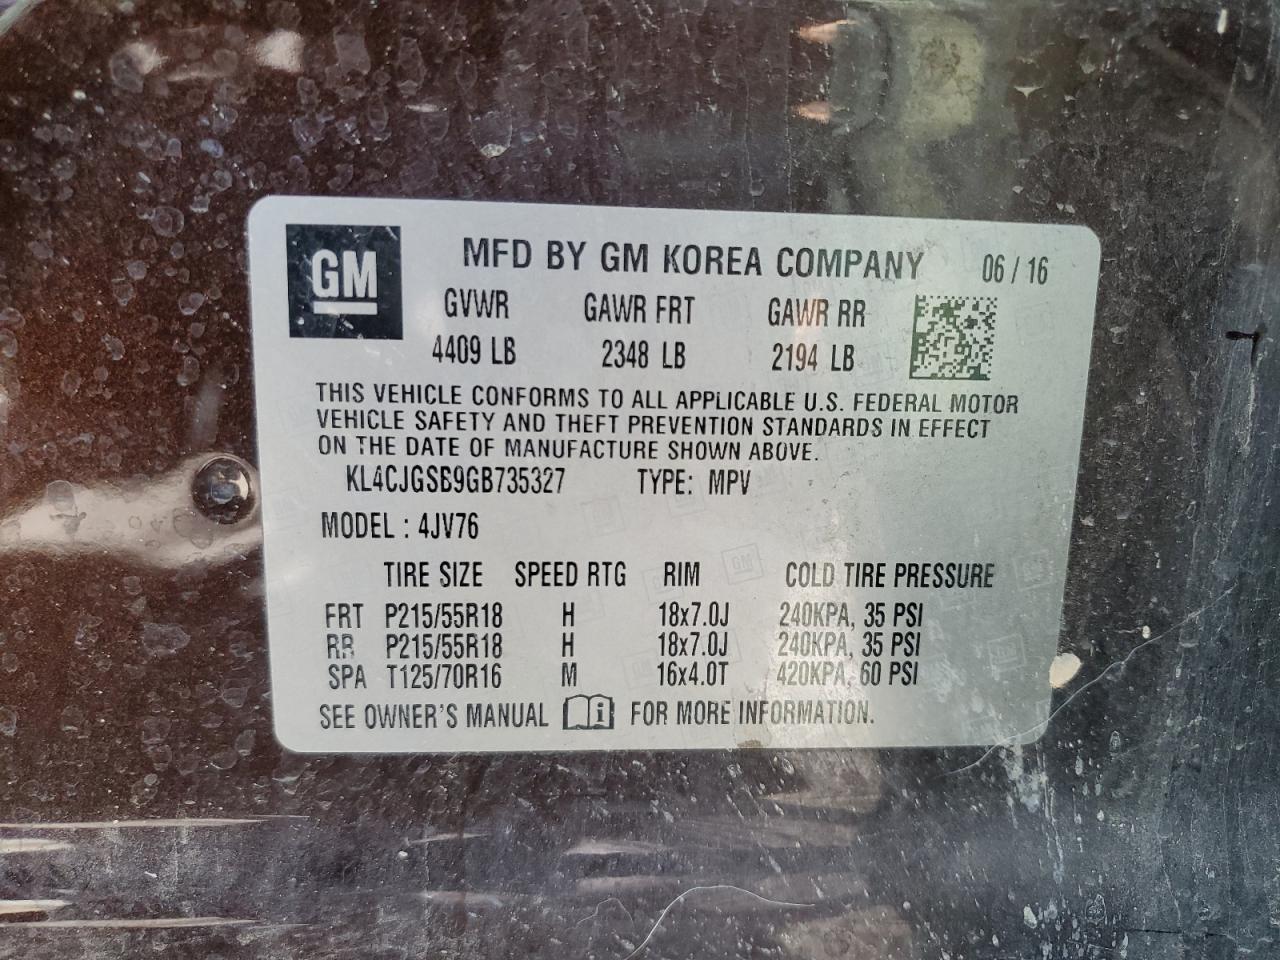 GM
MFD BY GM KOREA COMPANY 06 / 16
GVWR GAWR FRT GAWR RR
4409 LB 2348 LB 2194 LB
THIS VEHICLE CONFORMS TO ALL APPLICABLE U.S. FEDERAL MOTOR
VEHICLE SAFETY AND THEFT PREVENTION STANDARDS IN EFFECT
ON THE DATE OF MANUFACTURE SHOWN ABOVE.
KL4CJGSB9GB735327 TYPE: MPV
MODEL : 4JV76
TIRE SIZE SPEED RTG RIM COLD TIRE PRESSURE
FRT P215/55R18 H 18x7.0J 240KPA, 35 PSI
RR P215/55R18 H 18x7.0J 240KPA, 35 PSI
SPA T125/70R16 M 16x4.0T 420KPA, 60 PSI
SEE OWNER'S MANUAL i FOR MORE INFORMATION.